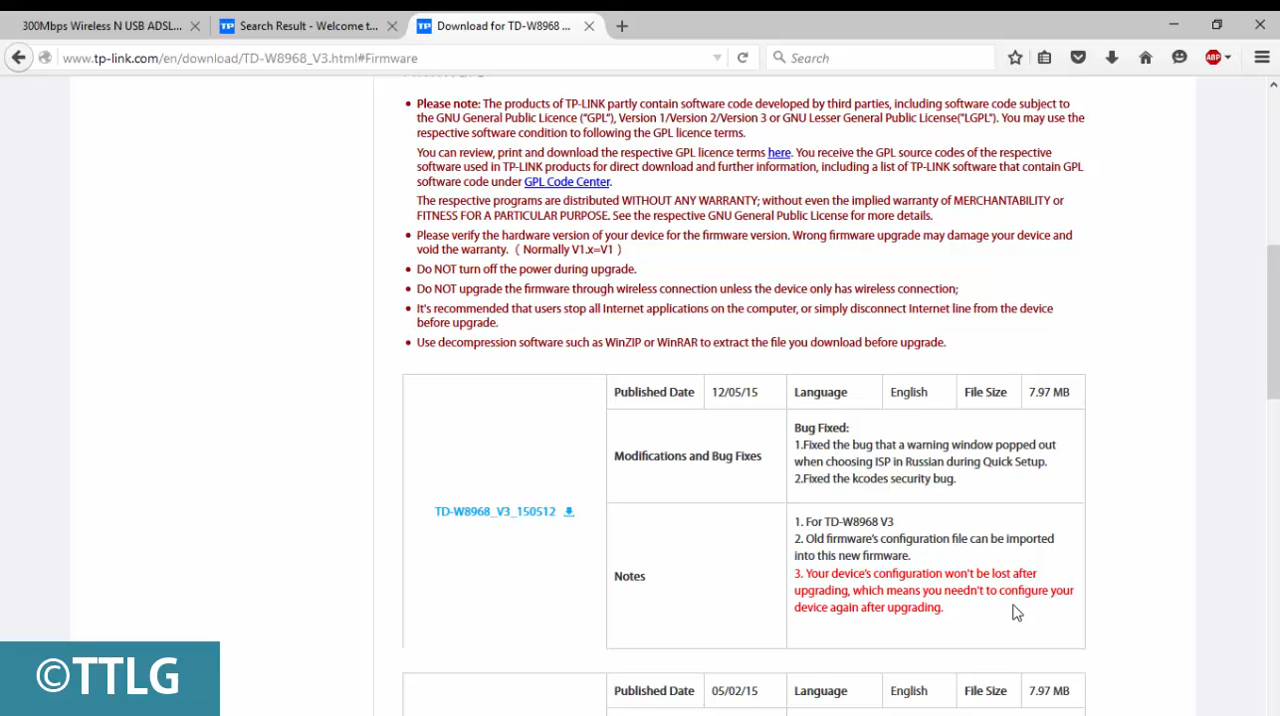 300Mbps Wireless N USB ADSL...
TP Search Result - Welcome t...
TP Download for TD-W8968 ...
www.tp-link.com/en/download/TD-W8968_V3.html#Firmware
Search
ABP
• Please note: The products of TP-LINK partly contain software code developed by third parties, including software code subject to
the GNU General Public Licence ("GPL"), Version 1/Version 2/Version 3 or GNU Lesser General Public License("LGPL"). You may use the
respective software condition to following the GPL licence terms.
You can review, print and download the respective GPL licence terms here. You receive the GPL source codes of the respective
software used in TP-LINK products for direct download and further information, including a list of TP-LINK software that contain GPL
software code under GPL Code Center.
The respective programs are distributed WITHOUT ANY WARRANTY; without even the implied warranty of MERCHANTABILITY or
FITNESS FOR A PARTICULAR PURPOSE. See the respective GNU General Public License for more details.
• Please verify the hardware version of your device for the firmware version. Wrong firmware upgrade may damage your device and
void the warranty.（ Normally V1.x=V1 ）
• Do NOT turn off the power during upgrade.
• Do NOT upgrade the firmware through wireless connection unless the device only has wireless connection;
• It's recommended that users stop all Internet applications on the computer, or simply disconnect Internet line from the device
before upgrade.
• Use decompression software such as WinZIP or WinRAR to extract the file you download before upgrade.
TD-W8968_V3_150512
Published Date 12/05/15 Language English File Size 7.97 MB
Modifications and Bug Fixes
Bug Fixed:
1.Fixed the bug that a warning window popped out
when choosing ISP in Russian during Quick Setup.
2.Fixed the kcodes security bug.
Notes
1. For TD-W8968 V3
2. Old firmware's configuration file can be imported
into this new firmware.
3. Your device's configuration won't be lost after
upgrading, which means you needn't to configure your
device again after upgrading.
©TTLG
Published Date 05/02/15 Language English File Size 7.97 MB